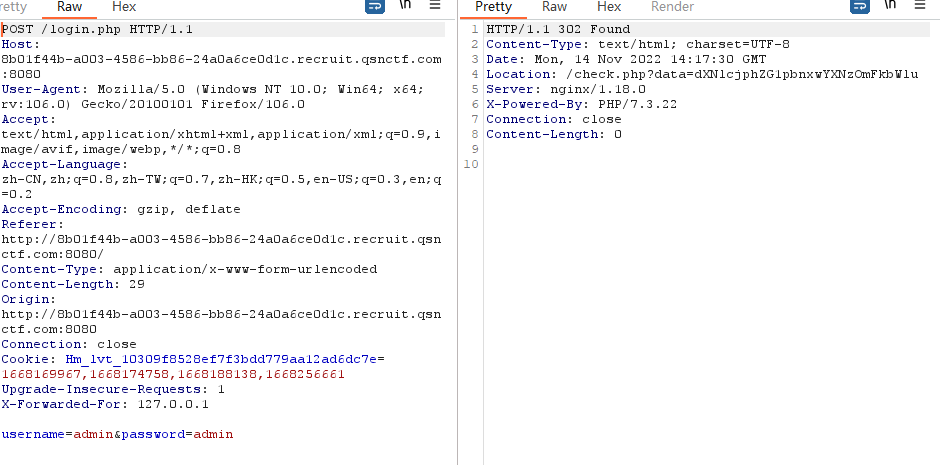 retty Raw Hex \n
POST /login.php HTTP/1.1
Host:
8b01f44b-a003-4586-bb86-24a0a6ce0d1c.recruit.qsnctf.com
:8080
User-Agent: Mozilla/5.0 (Windows NT 10.0; Win64; x64;
rv:106.0) Gecko/20100101 Firefox/106.0
Accept:
text/html,application/xhtml+xml,application/xml;q=0.9,i
mage/avif,image/webp,*/*;q=0.8
Accept-Language:
zh-CN,zh;q=0.8,zh-TW;q=0.7,zh-HK;q=0.5,en-US;q=0.3,en;q
=0.2
Accept-Encoding: gzip, deflate
Referer:
http://8b01f44b-a003-4586-bb86-24a0a6ce0d1c.recruit.qsn
ctf.com:8080/
Content-Type: application/x-www-form-urlencoded
Content-Length: 29
Origin:
http://8b01f44b-a003-4586-bb86-24a0a6ce0d1c.recruit.qsn
ctf.com:8080
Connection: close
Cookie: Hm_lvt_10309f8528ef7f3bdd779aa12ad6dc7e=
1668169967,1668174758,1668188138,1668256661
Upgrade-Insecure-Requests: 1
X-Forwarded-For: 127.0.0.1
username=admin&password=admin
Pretty Raw Hex Render \n
1 HTTP/1.1 302 Found
2 Content-Type: text/html; charset=UTF-8
3 Date: Mon, 14 Nov 2022 14:17:30 GMT
4 Location: /check.php?data=dXNlcjphZG1pbnxwYXNzOmFkbWlu
5 Server: nginx/1.18.0
6 X-Powered-By: PHP/7.3.22
7 Connection: close
8 Content-Length: 0
9
10